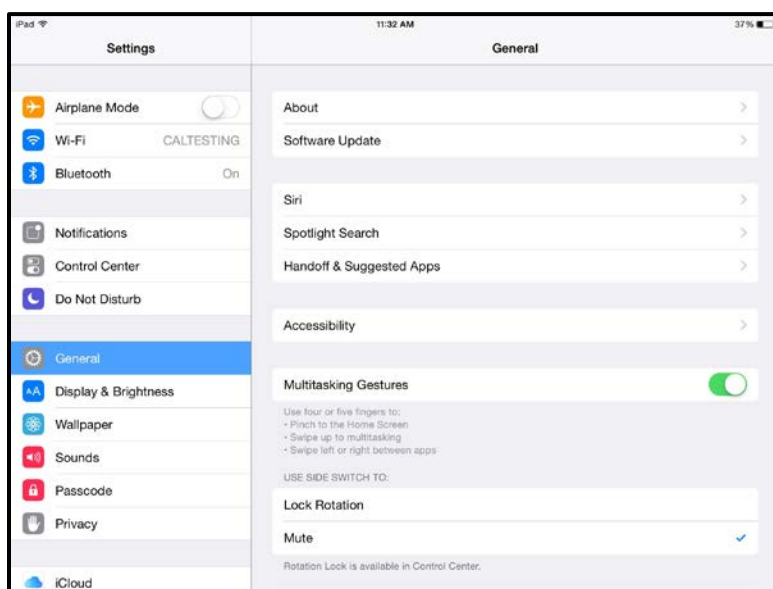 iPad 11:32 AM 37%
Settings
General
Airplane Mode
Wi-Fi CALTESTING
Bluetooth On
Notifications
Control Center
Do Not Disturb
General
Display & Brightness
Wallpaper
Sounds
Passcode
Privacy
iCloud
About
Software Update
Siri
Spotlight Search
Handoff & Suggested Apps
Accessibility
Multitasking Gestures
Use four or five fingers to:
• Pinch to the Home Screen
• Swipe up to multitasking
• Swipe left or right between apps
USE SIDE SWITCH TO:
Lock Rotation
Mute
Rotation Lock is available in Control Center.